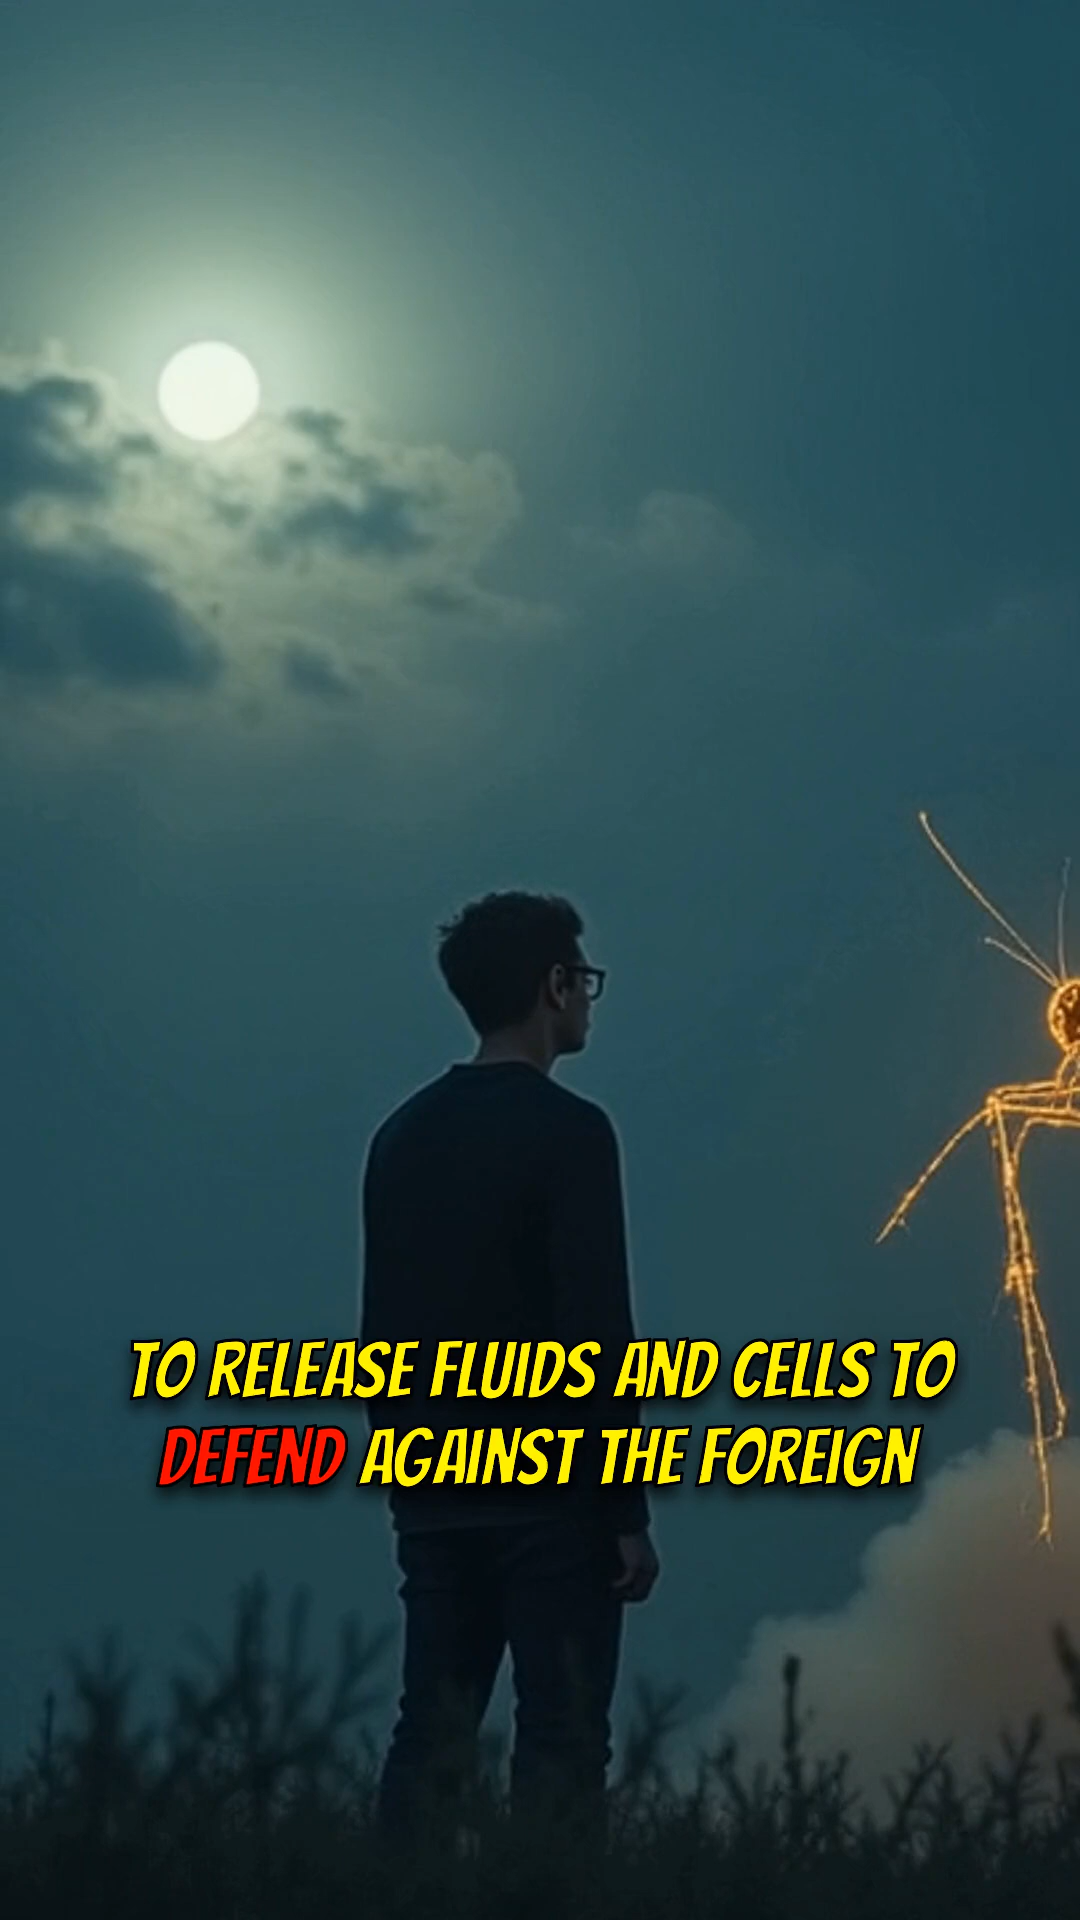 TO RELEASE FLUIDS AND CELLS TO
DEFEND AGAINST THE FOREIGN